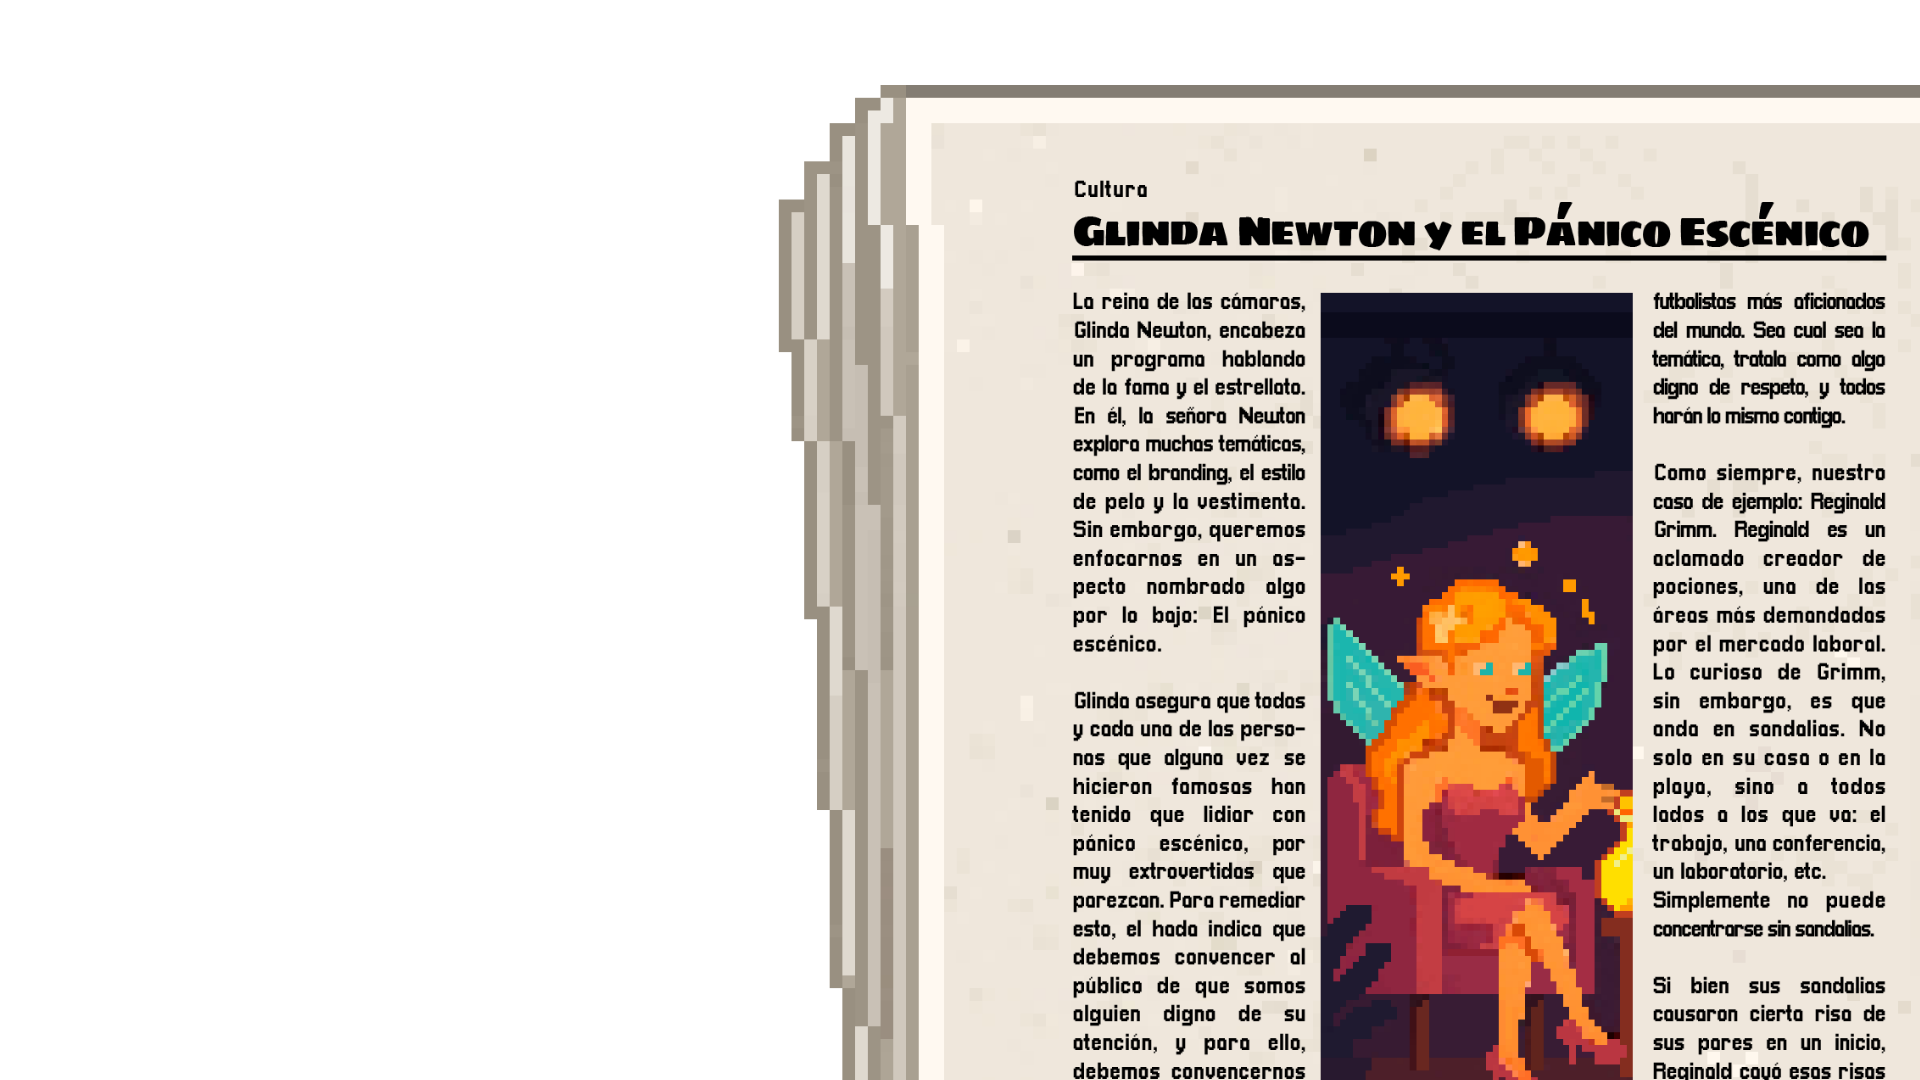 Cultura
Glinda Newton y el Pánico Escénico
La reina de las cámaras,
Glinda Newton, encabeza
un programa hablando
de la fama y el estrellato.
En él, la señora Newton
explora muchas temáticas,
como el branding, el estilo
de pelo y la vestimenta.
Sin embargo, queremos
enfocarnos en un as-
pecto nombrado algo
por lo bajo: El pánico
escénico.
Glinda asegura que todas
y cada una de las perso-
nas que alguna vez se
hicieron famosas han
tenido que lidiar con
pánico escénico, por
muy extrovertidas que
parezcan. Para remediar
esto, el hada indica que
debemos convencer al
público de que somos
alguien digno de su
atención, y para ello,
debemos convencernos
futbolistas más aficionados
del mundo. Sea cual sea la
temática, tratala como algo
digno de respeto, y todos
harán lo mismo contigo.
Como siempre, nuestro
caso de ejemplo: Reginald
Grimm. Reginald es un
aclamado creador de
pociones, una de las
áreas más demandadas
por el mercado laboral.
Lo curioso de Grimm,
sin embargo, es que
anda en sandalias. No
solo en su casa o en la
playa, sino a todos
lados a los que va: el
trabajo, una conferencia,
un laboratorio, etc.
Simplemente no puede
concentrarse sin sandalias.
Si bien sus sandalias
causaron cierta risa de
sus pares en un inicio,
Reginald cayó esas risas